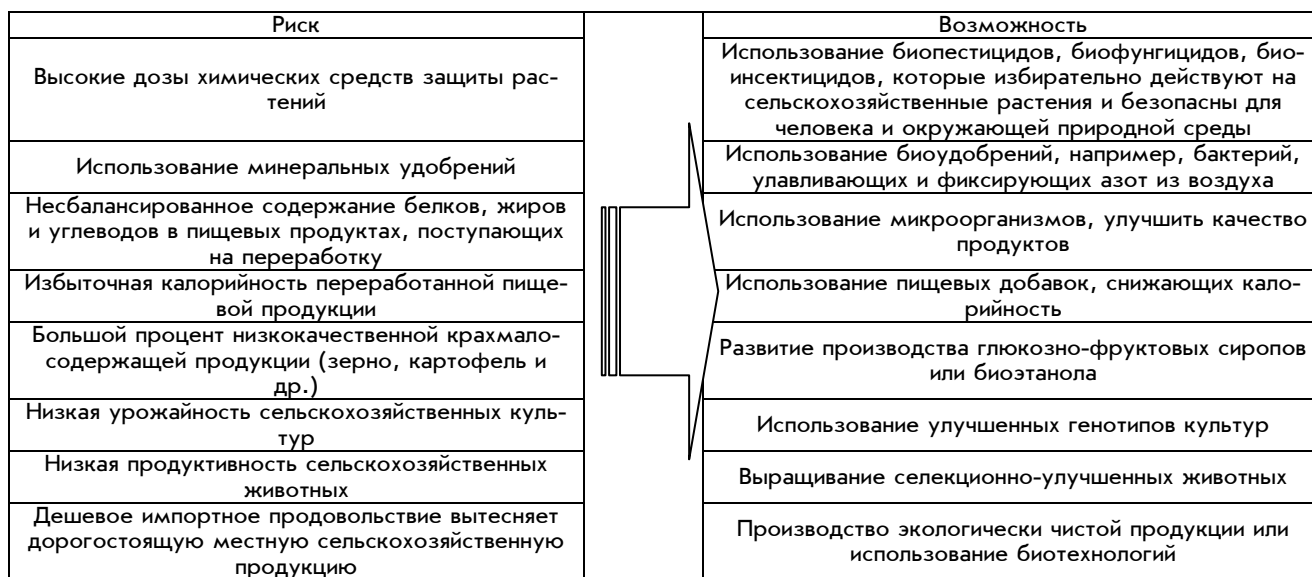 Риск
Возможность
Высокие дозы химических средств защиты рас-
тений
Использование биопестицидов, биофунгицидов, био-
инсектицидов, которые избирательно действуют на
сельскохозяйственные растения и безопасны для
человека и окружающей природной среды
Использование минеральных удобрений
Использование биоудобрений, например, бактерий,
улавливающих и фиксирующих азот из воздуха
Несбалансированное содержание белков, жиров
и углеводов в пищевых продуктах, поступающих
на переработку
Использование микроорганизмов, улучшить качество
продуктов
Избыточная калорийность переработанной пище-
вой продукции
Использование пищевых добавок, снижающих кало-
рийность
Большой процент низкокачественной крахмало-
содержащей продукции (зерно, картофель и
др.)
Развитие производства глюкозно-фруктовых сиропов
или биоэтанола
Низкая урожайность сельскохозяйственных куль-
тур
Использование улучшенных генотипов культур
Низкая продуктивность сельскохозяйственных
животных
Выращивание селекционно-улучшенных животных
Дешевое импортное продовольствие вытесняет
дорогостоящую местную сельскохозяйственную
продукцию
Производство экологически чистой продукции или
использование биотехнологий